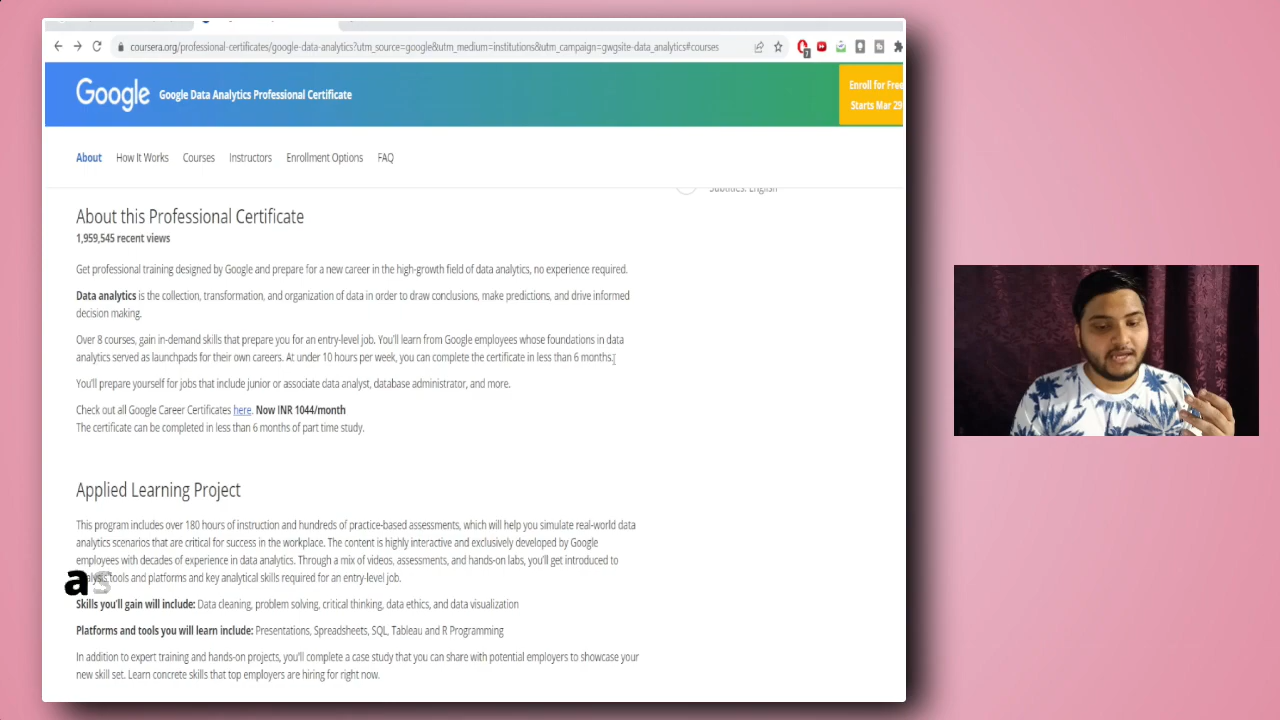 coursera.org/professional-certificates/google-data-analytics?utm_source=google&utm_medium=institutions&utm_campaign=gwgsite-data_analytics#courses
Google Google Data Analytics Professional Certificate
Enroll for Free
Starts Mar 29
About How It Works Courses Instructors Enrollment Options FAQ
Subtitles: English
About this Professional Certificate
1,959,545 recent views
Get professional training designed by Google and prepare for a new career in the high-growth field of data analytics, no experience required.
Data analytics is the collection, transformation, and organization of data in order to draw conclusions, make predictions, and drive informed
decision making.
Over 8 courses, gain in-demand skills that prepare you for an entry-level job. You'll learn from Google employees whose foundations in data
analytics served as launchpads for their own careers. At under 10 hours per week, you can complete the certificate in less than 6 months.
You'll prepare yourself for jobs that include junior or associate data analyst, database administrator, and more.
Check out all Google Career Certificates here. Now INR 1044/month
The certificate can be completed in less than 6 months of part time study.
Applied Learning Project
This program includes over 180 hours of instruction and hundreds of practice-based assessments, which will help you simulate real-world data
analytics scenarios that are critical for success in the workplace. The content is highly interactive and exclusively developed by Google
employees with decades of experience in data analytics. Through a mix of videos, assessments, and hands-on labs, you'll get introduced to
analysis tools and platforms and key analytical skills required for an entry-level job.
as
Skills you'll gain will include: Data cleaning, problem solving, critical thinking, data ethics, and data visualization
Platforms and tools you will learn include: Presentations, Spreadsheets, SQL, Tableau and R Programming
In addition to expert training and hands-on projects, you'll complete a case study that you can share with potential employers to showcase your
new skill set. Learn concrete skills that top employers are hiring for right now.